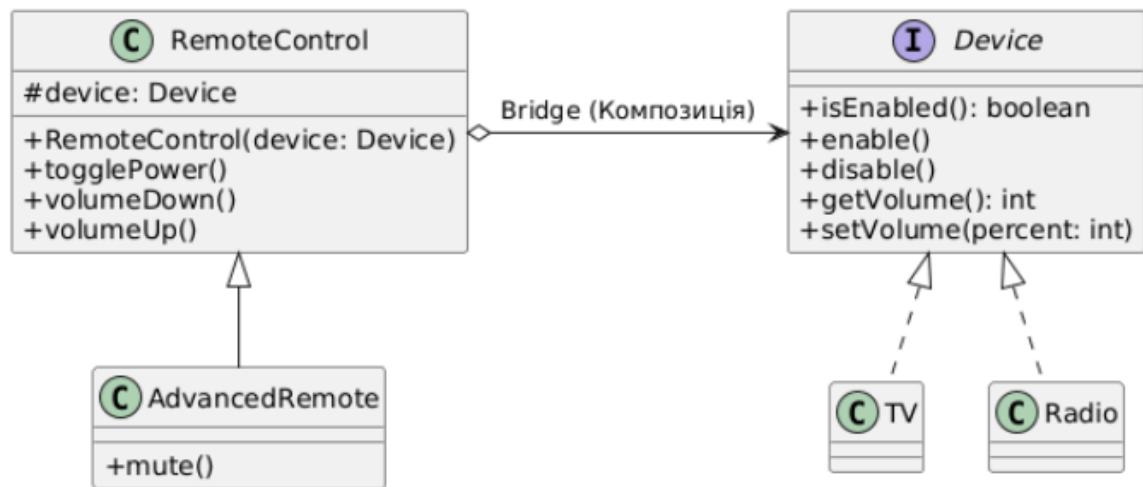 C RemoteControl
#device: Device
+RemoteControl(device: Device)
+togglePower()
+volumeDown()
+volumeUp()
Bridge (Композиція)
I Device
+isEnabled(): boolean
+enable()
+disable()
+getVolume(): int
+setVolume(percent: int)
C AdvancedRemote
+mute()
C TV
C Radio